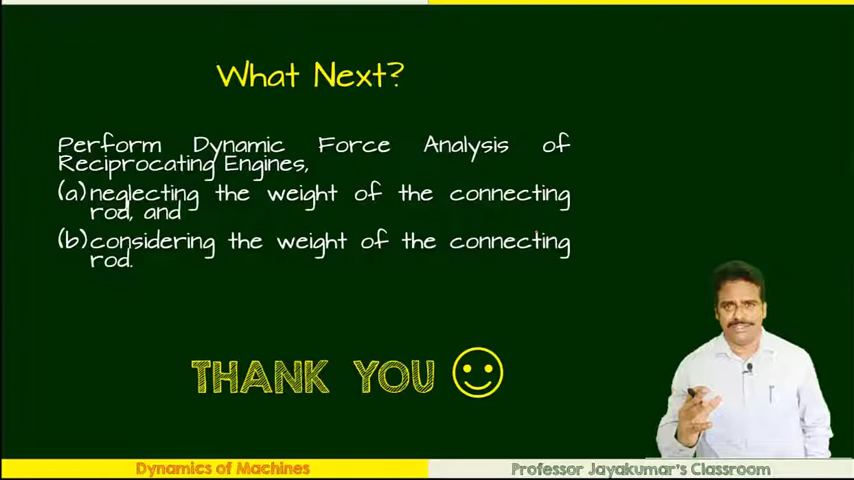 What Next?
Perform Dynamic Force Analysis of
Reciprocating Engines,
(a) neglecting the weight of the connecting
rod, and
(b) considering the weight of the connecting
rod.
THANK YOU
Dynamics of Machines
Professor Jayakumar's Classroom